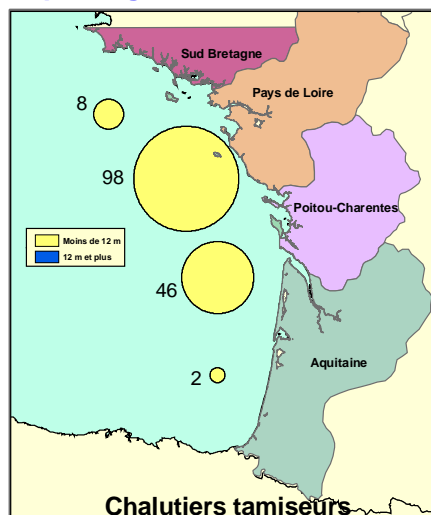 Sud Bretagne
Pays de Loire
8
98
Poitou-Charentes
Moins de 12 m
12 m et plus
46
Aquitaine
2
Chalutiers tamiseurs